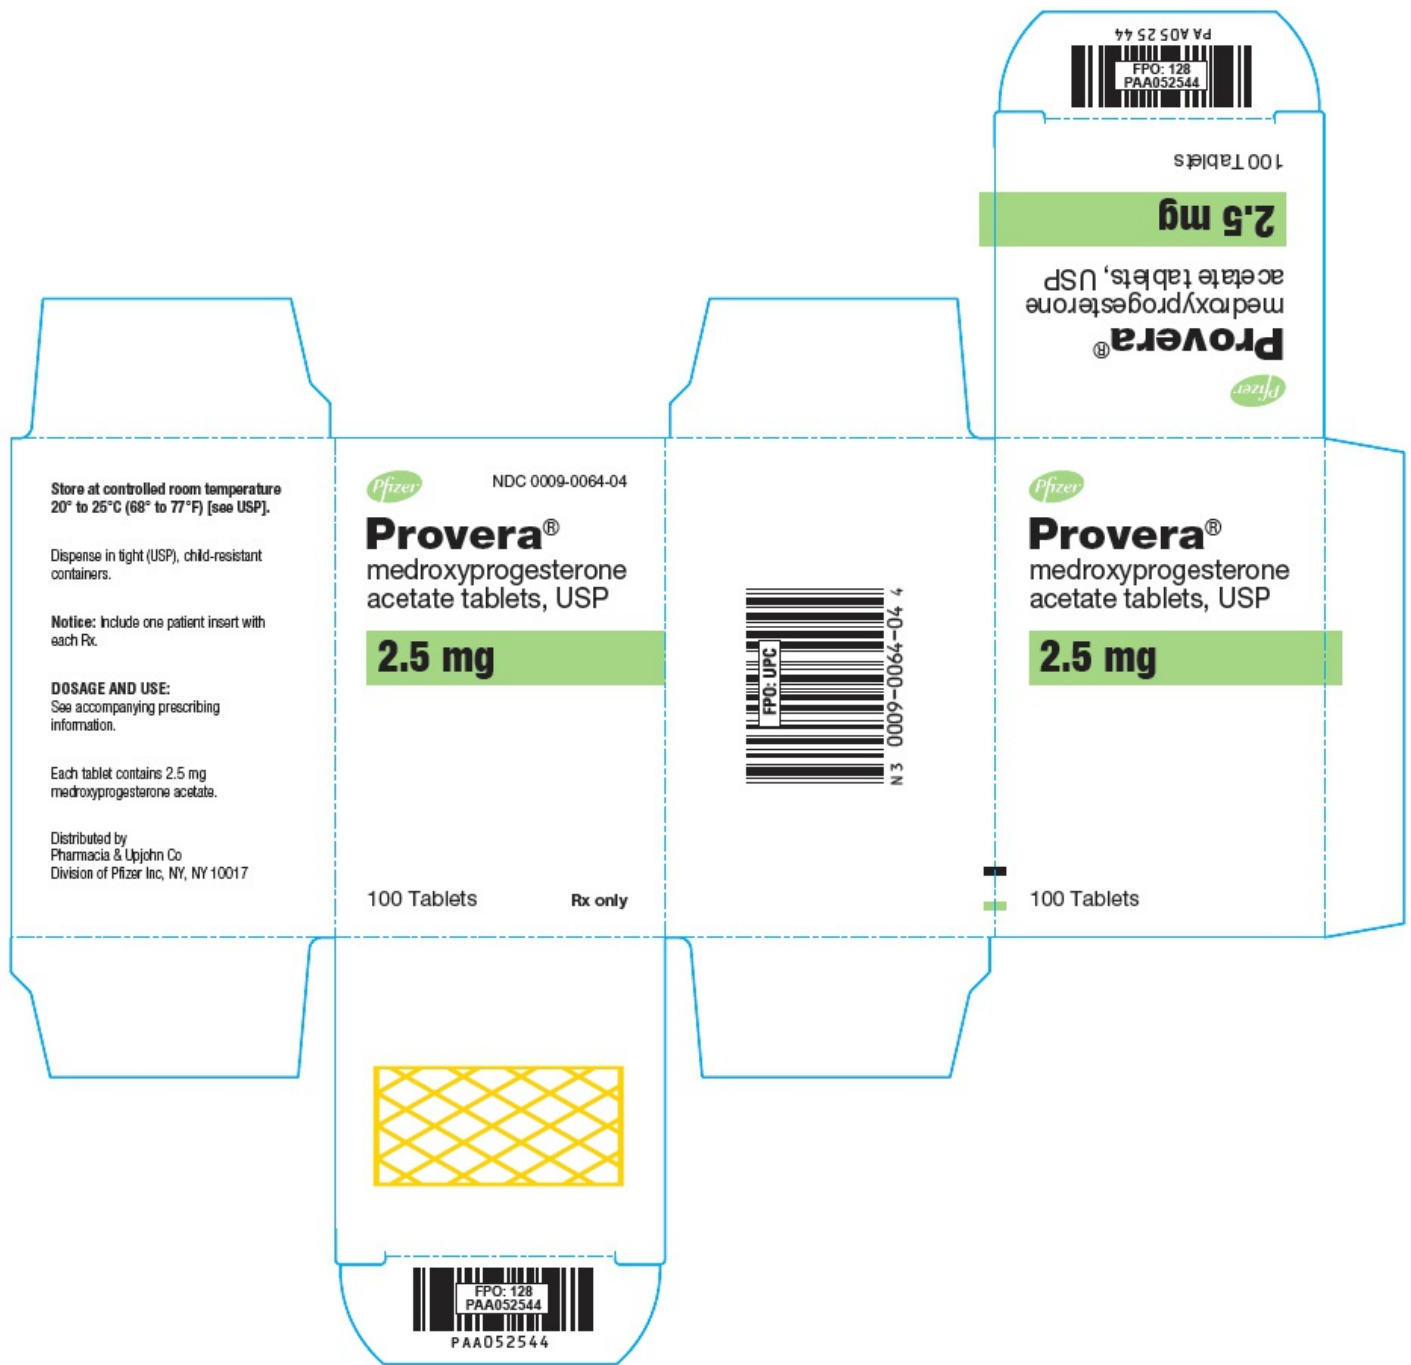 PAA052544
FPO: 128
PAA052544
100 Tablets
2.5 mg
medroxyprogesterone
acetate tablets, USP
Provera®
Pfizer
Store at controlled room temperature
20° to 25°C (68° to 77°F) [see USP].
Dispense in tight (USP), child-resistant
containers.
Notice: Include one patient insert with
each Rx.
DOSAGE AND USE:
See accompanying prescribing
information.
Each tablet contains 2.5 mg
medroxyprogesterone acetate.
Distributed by
Pharmacia & Upjohn Co
Division of Pfizer Inc, NY, NY 10017
Pfizer
NDC 0009-0064-04
Provera®
medroxyprogesterone
acetate tablets, USP
2.5 mg
100 Tablets
Rx only
FPO: UPC
N3 0009-0064-04 4
Pfizer
Provera®
medroxyprogesterone
acetate tablets, USP
2.5 mg
100 Tablets
FPO: 128
PAA052544
PAA052544